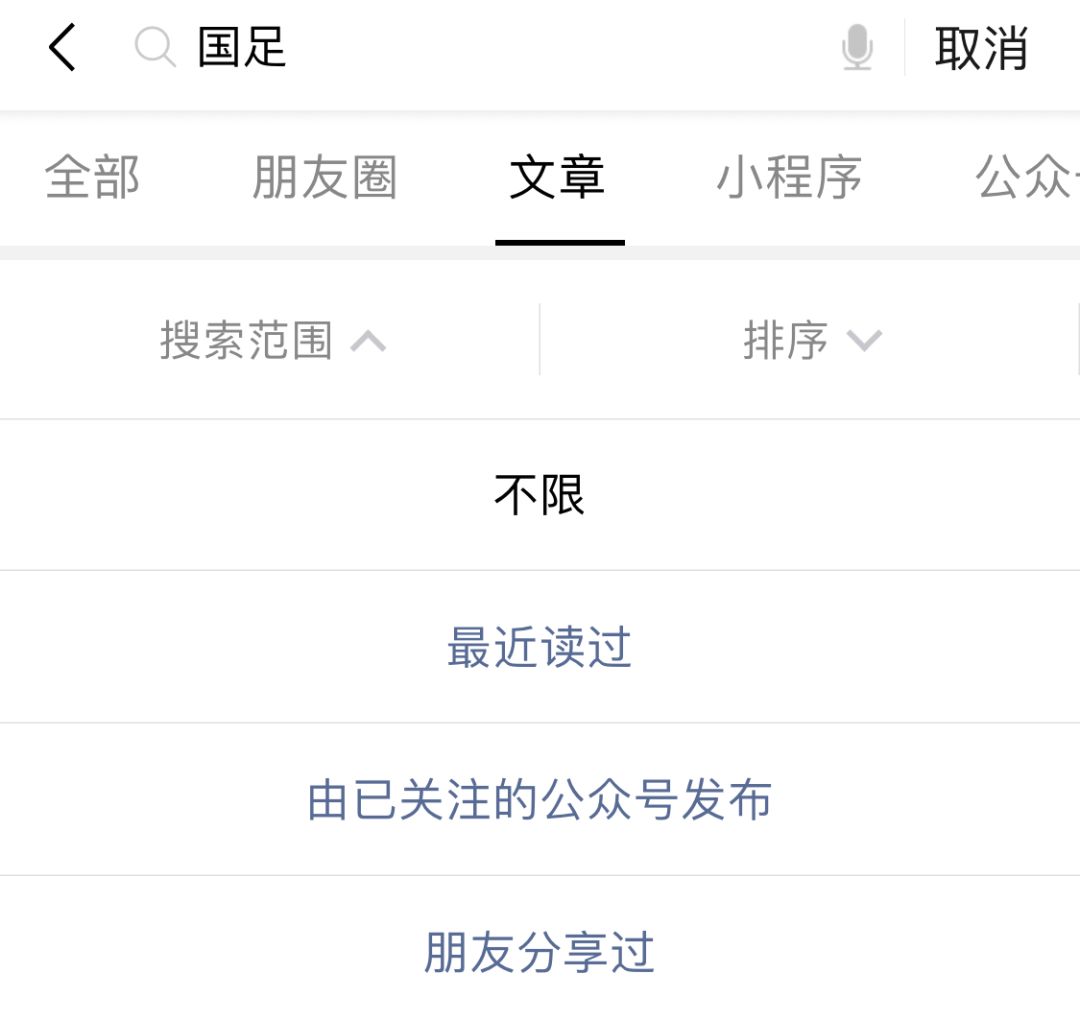 国足 取消
全部 朋友圈 文章 小程序 公众
搜索范围 排序
不限
最近读过
由已关注的公众号发布
朋友分享过